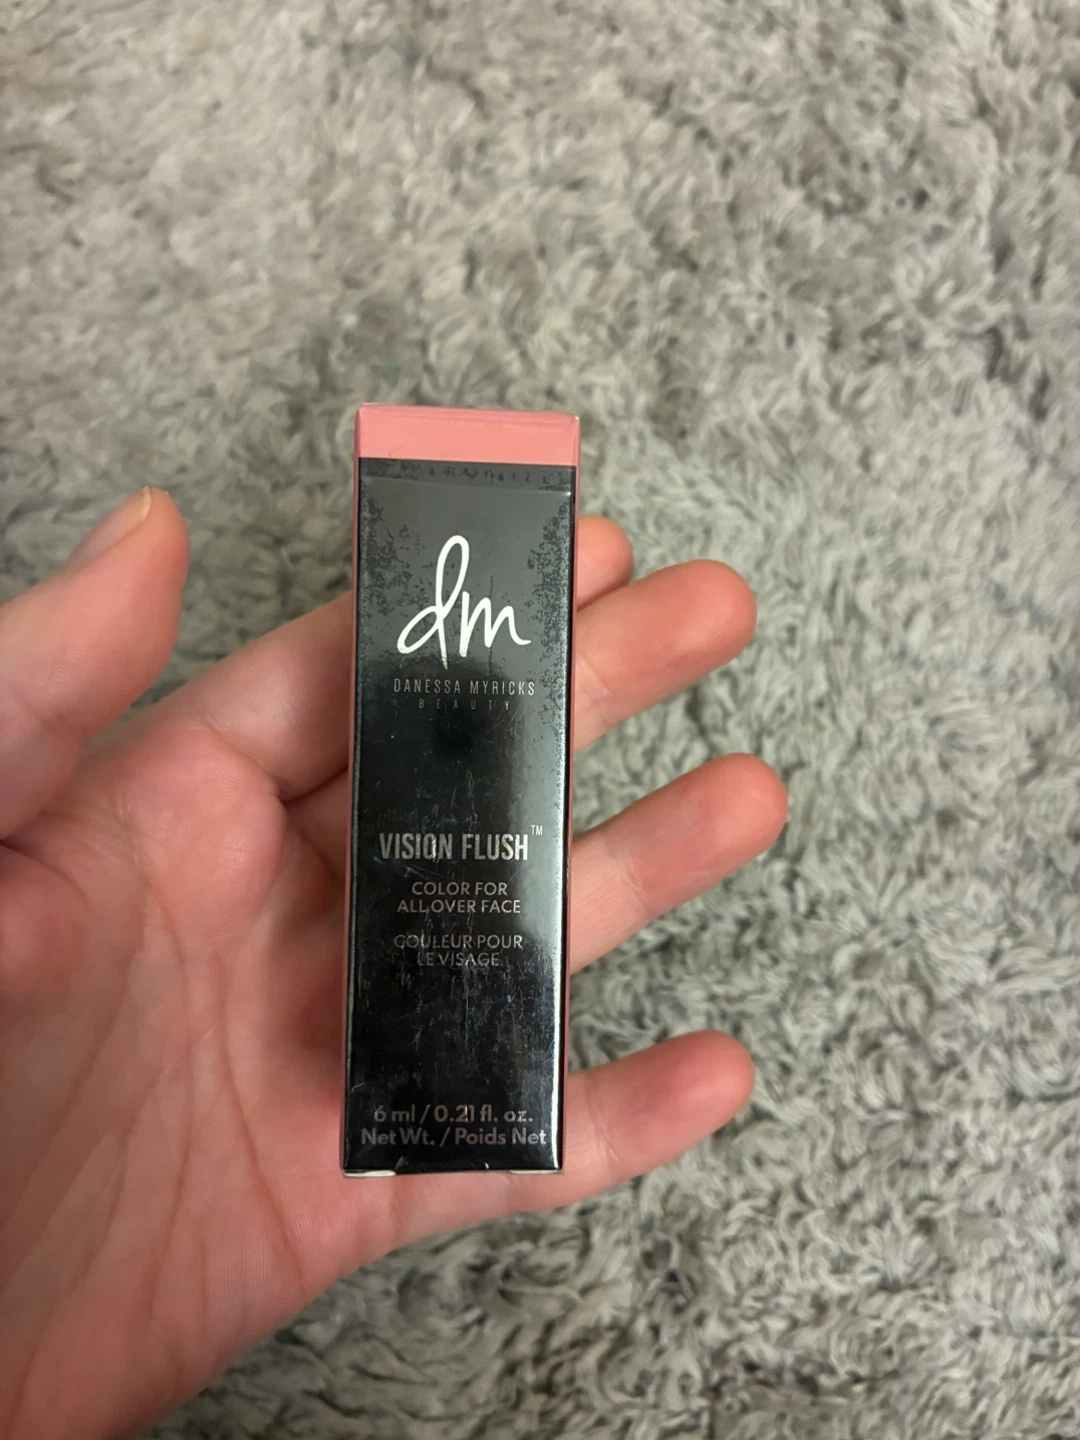 dm
DANESSA MYRICKS
BEAUTY
VISION FLUSH™
COLOR FOR
ALL OVER FACE
COULEUR POUR
LE VISAGE
6 ml / 0.21 fl. oz.
Net Wt. / Poids Net